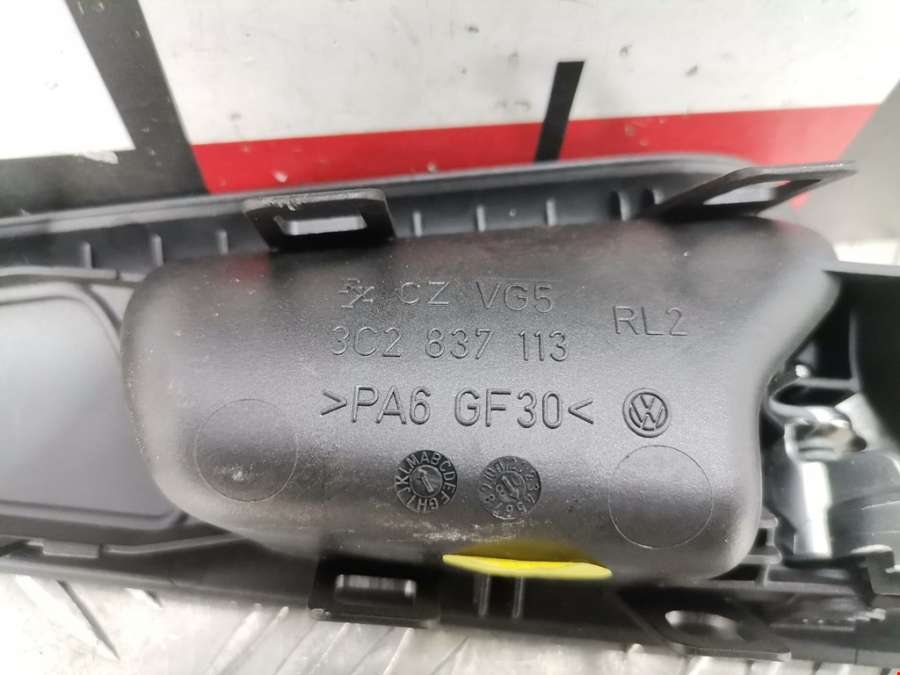 CZ VG5
3C2 837 113
RL2
>PA6 GF30<